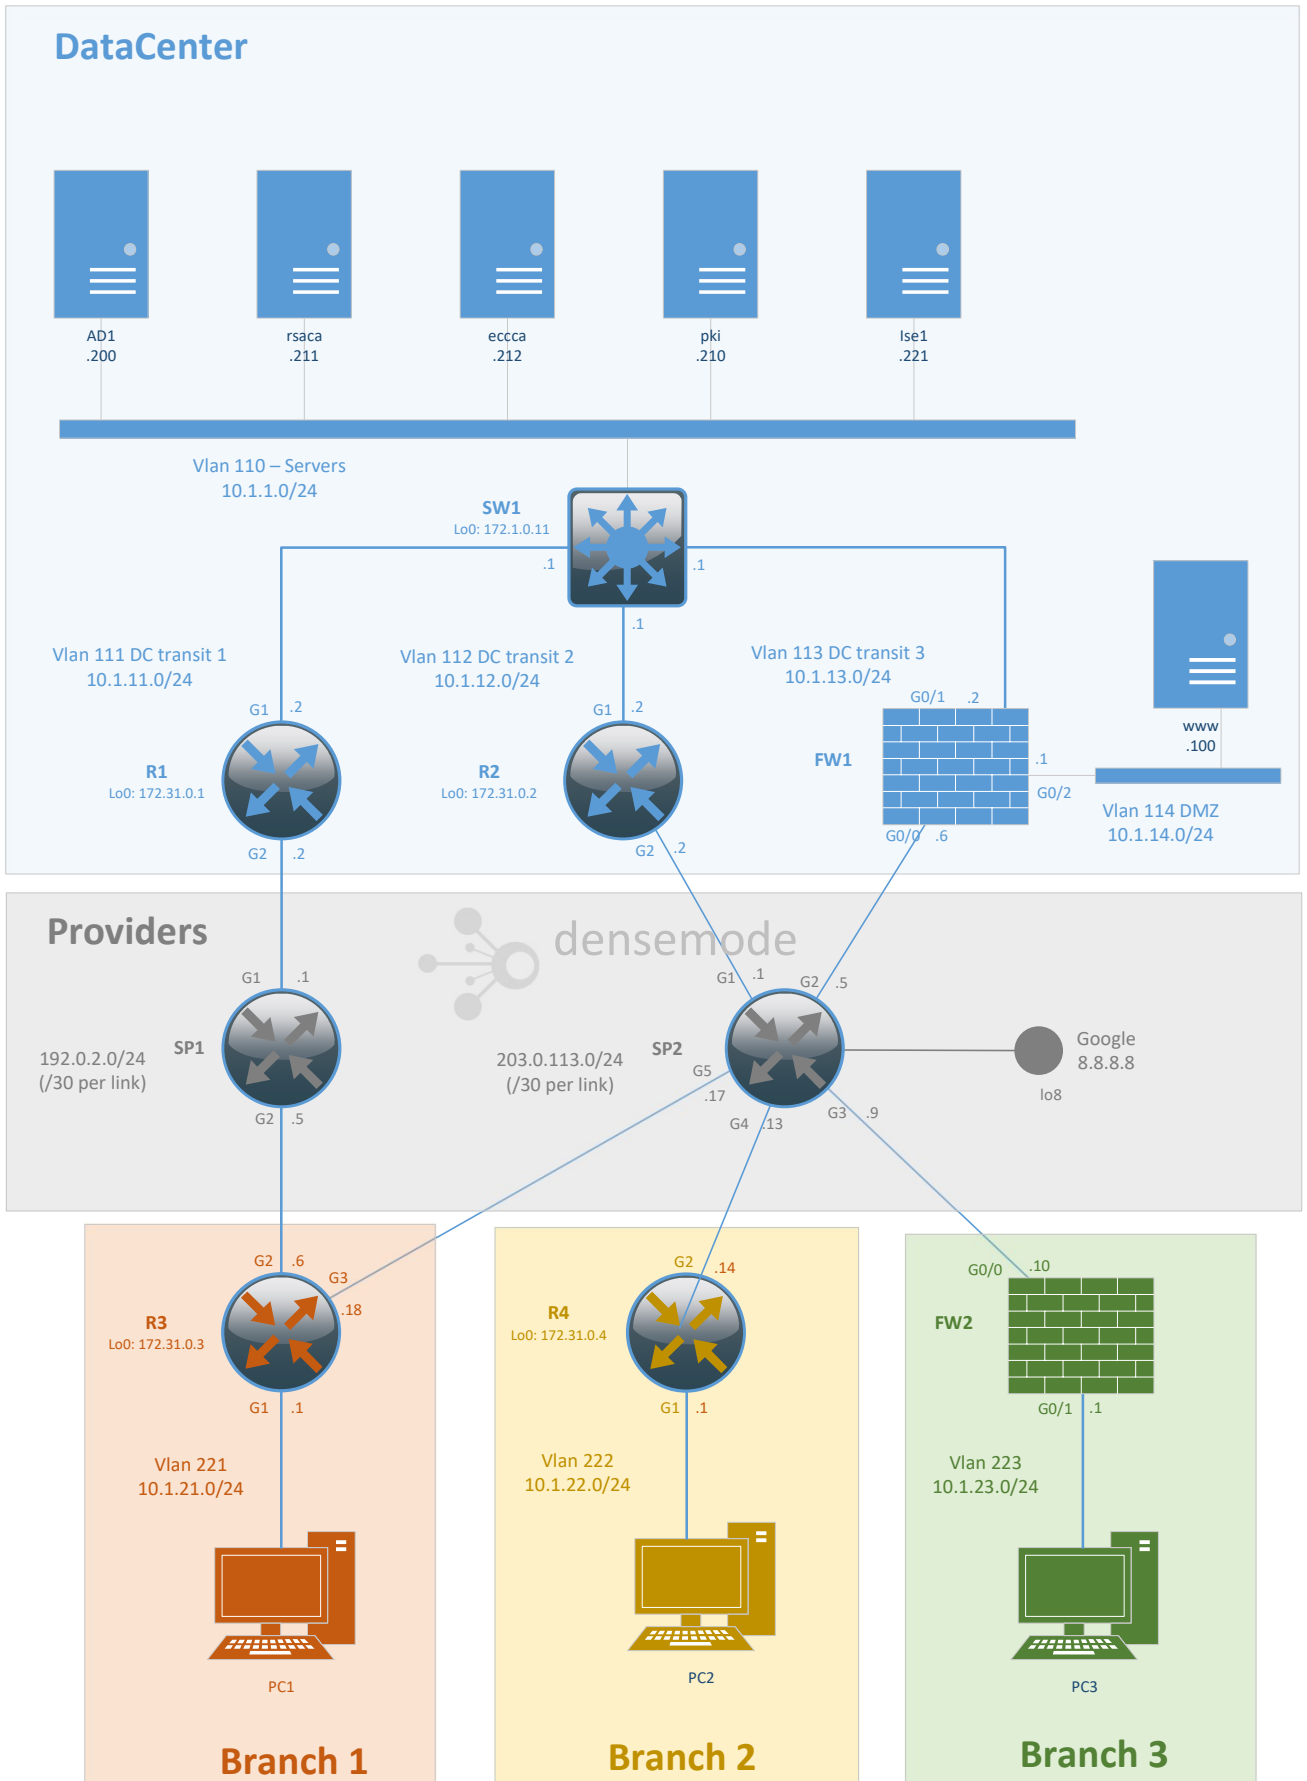 DataCenter
AD1
.200
rsaca
.211
eccca
.212
pki
.210
Ise1
.221
Vlan 110 – Servers
10.1.1.0/24
SW1
Lo0: 172.1.0.11
.1
.1
.1
Vlan 111 DC transit 1
10.1.11.0/24
Vlan 112 DC transit 2
10.1.12.0/24
Vlan 113 DC transit 3
10.1.13.0/24
G1
.2
G1
.2
G0/1
.2
www
.100
R1
Lo0: 172.31.0.1
R2
Lo0: 172.31.0.2
FW1
.1
G0/2
Vlan 114 DMZ
10.1.14.0/24
G2
.2
G2
.2
G0/0
.6
Providers
densemode
G1
.1
G1
.1
G2
.5
SP1
192.0.2.0/24
(/30 per link)
203.0.113.0/24
(/30 per link)
SP2
Google
8.8.8.8
lo8
G5
.17
G2
.5
G4
.13
G3
.9
G2
.6
G3
.18
G2
.14
G0/0
.10
R3
Lo0: 172.31.0.3
R4
Lo0: 172.31.0.4
FW2
G1
.1
G1
.1
G0/1
.1
Vlan 221
10.1.21.0/24
Vlan 222
10.1.22.0/24
Vlan 223
10.1.23.0/24
PC1
PC2
PC3
Branch 1
Branch 2
Branch 3